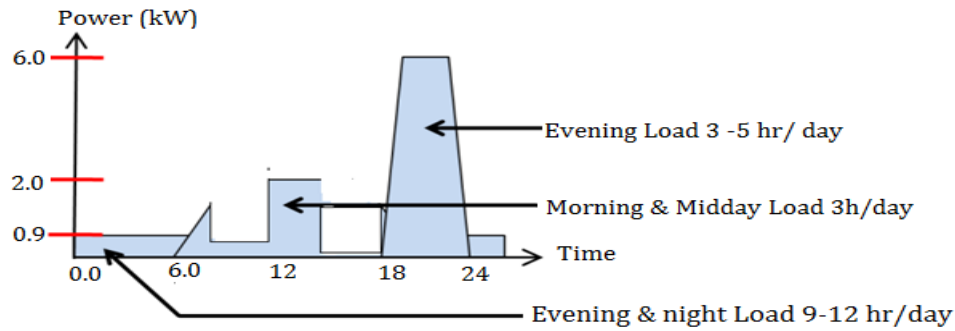 Power (kW)
6.0
Evening Load 3 -5 hr/ day
2.0
Morning & Midday Load 3h/day
0.9
Time
0.0
6.0
12
18
24
Evening & night Load 9-12 hr/day